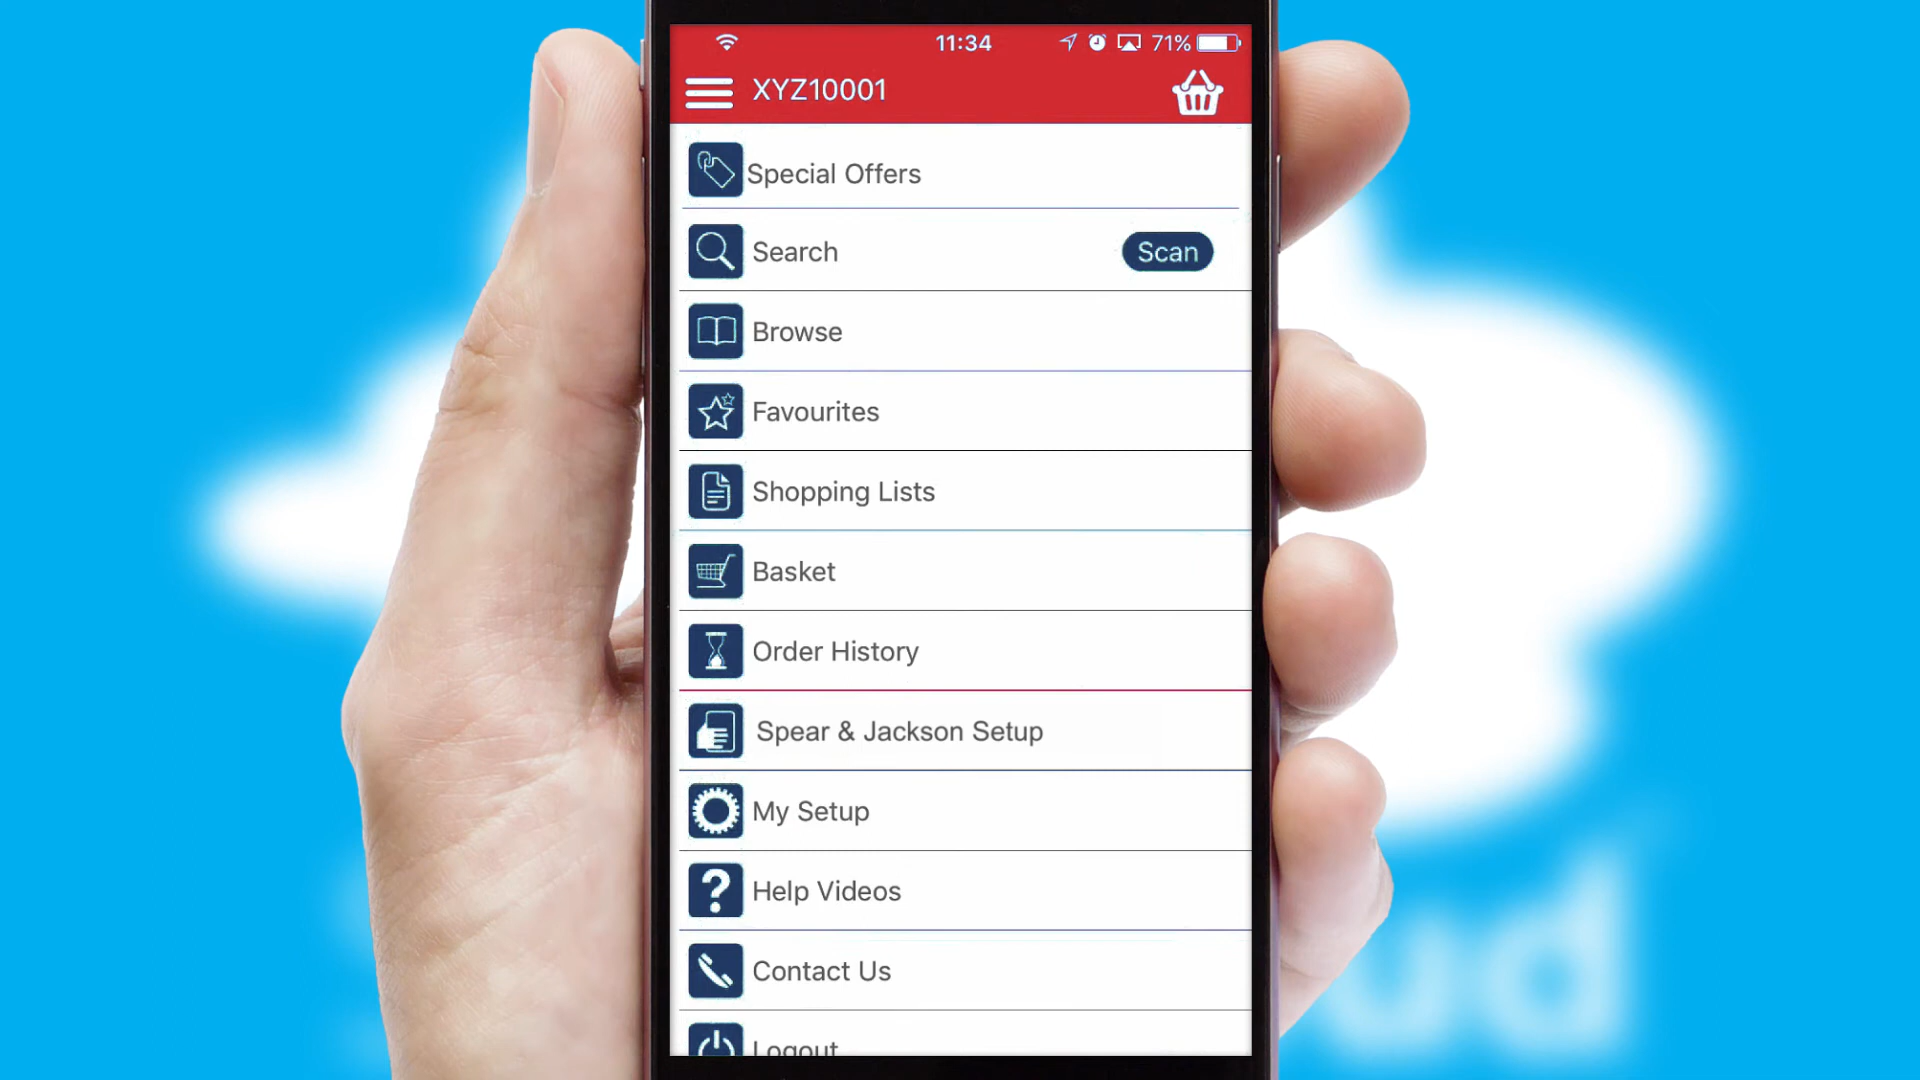 11:34 71%
XYZ10001
Special Offers
Search Scan
Browse
Favourites
Shopping Lists
Basket
Order History
Spear & Jackson Setup
My Setup
Help Videos
Contact Us
Logout
ud